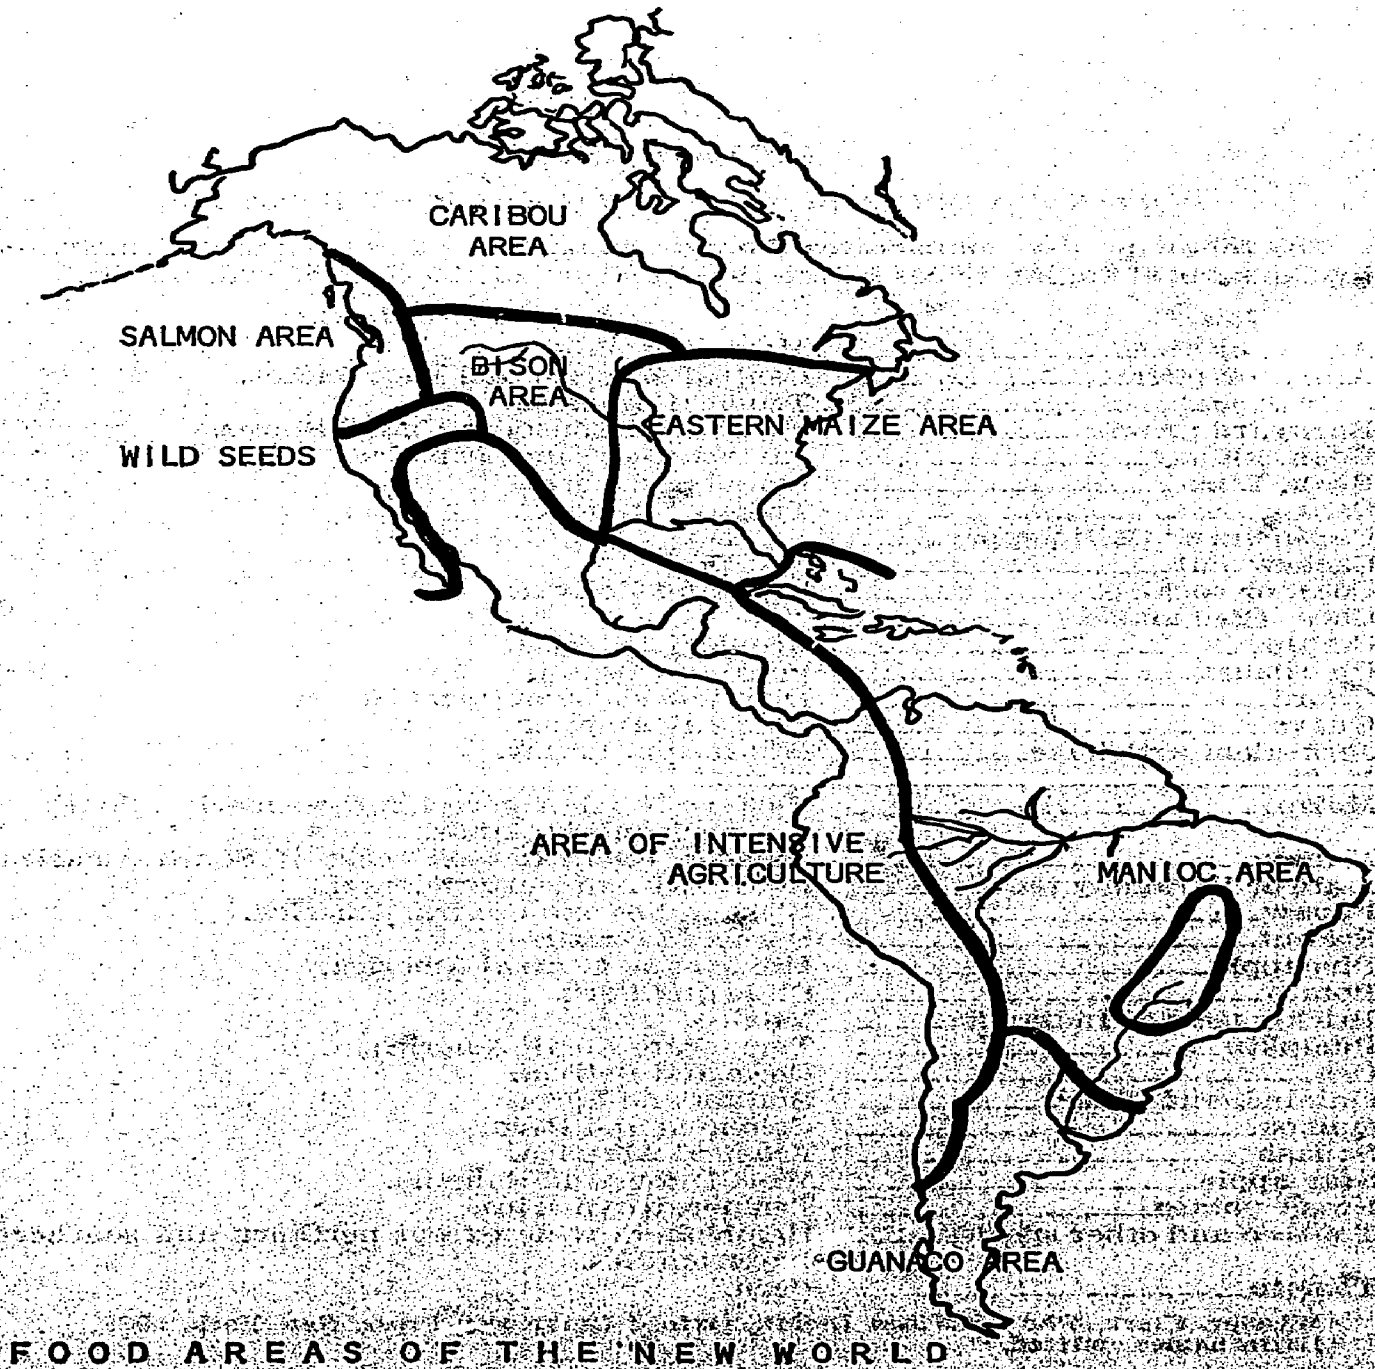 CARIBOU
AREA
SALMON AREA
BISON
AREA
EASTERN MAIZE AREA
WILD SEEDS
AREA OF INTENSIVE
AGRICULTURE
MANIOC AREA
GUANACO AREA
FOOD AREAS OF THE NEW WORLD